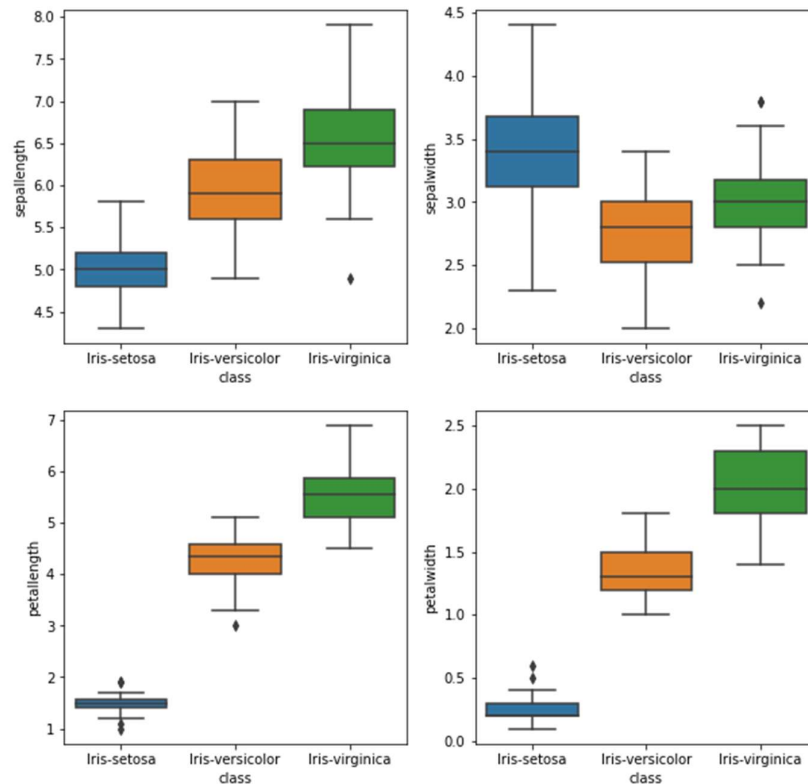 8.0
7.5
7.0
6.5
6.0
5.5
5.0
4.5
sepallength
Iris-setosa Iris-versicolor Iris-virginica
class
4.5
4.0
3.5
3.0
2.5
2.0
sepalwidth
Iris-setosa Iris-versicolor Iris-virginica
class
7
6
5
4
3
2
1
petallength
Iris-setosa Iris-versicolor Iris-virginica
class
2.5
2.0
1.5
1.0
0.5
0.0
petalwidth
Iris-setosa Iris-versicolor Iris-virginica
class